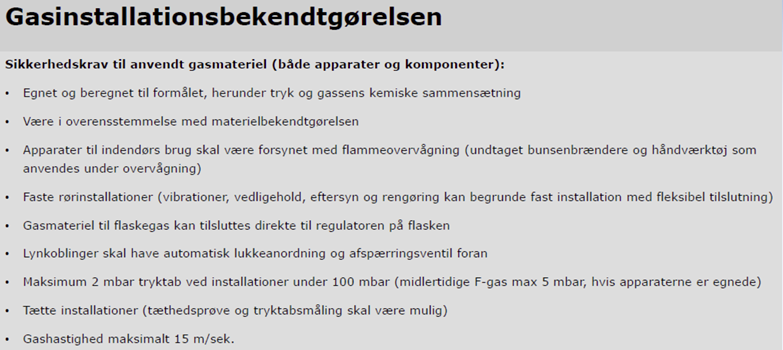 Gasinstallationsbekendtgørelsen
Sikkerhedskrav til anvendt gasmateriel (både apparater og komponenter):
• Egnet og beregnet til formålet, herunder tryk og gassens kemiske sammensætning
• Være i overensstemmelse med materielbekendtgørelsen
• Apparater til indendørs brug skal være forsynet med flammeovervågning (undtaget bunsenbrændere og håndværktøj som
anvendes under overvågning)
• Faste rørinstallationer (vibrationer, vedligehold, eftersyn og rengøring kan begrunde fast installation med fleksibel tilslutning)
• Gasmateriel til flaskegas kan tilsluttes direkte til regulatoren på flasken
• Lynkoblinger skal have automatisk lukkeanordning og afspærringsventil foran
• Maksimum 2 mbar tryktab ved installationer under 100 mbar (midlertidige F-gas max 5 mbar, hvis apparaterne er egnede)
• Tætte installationer (tæthedsprøve og tryktabsmåling skal være mulig)
• Gashastighed maksimalt 15 m/sek.